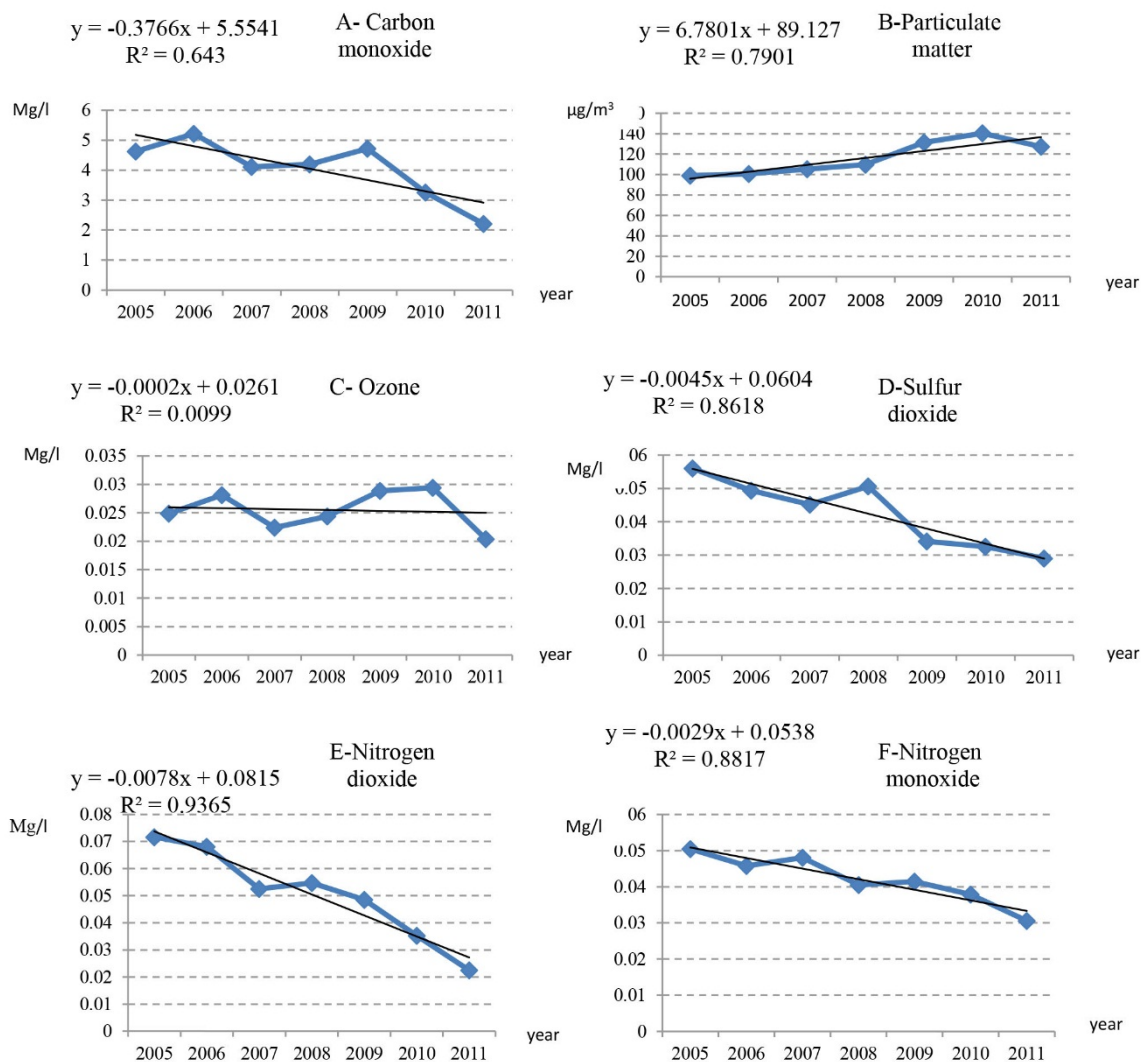 y = -0.3766x + 5.5541
R² = 0.643
A- Carbon
monoxide
Mg/l
6
5
4
3
2
1
0
2005 2006 2007 2008 2009 2010 2011
year
y = 6.7801x + 89.127
R² = 0.7901
B-Particulate
matter
µg/m³
140
120
100
80
60
40
20
0
2005 2006 2007 2008 2009 2010 2011
year
y = -0.0002x + 0.0261
R² = 0.0099
C- Ozone
Mg/l
0.035
0.03
0.025
0.02
0.015
0.01
0.005
0
2005 2006 2007 2008 2009 2010 2011
year
y = -0.0045x + 0.0604
R² = 0.8618
D-Sulfur
dioxide
Mg/l
06
0.05
0.04
0.03
0.02
0.01
0
2005 2006 2007 2008 2009 2010 2011
year
y = -0.0078x + 0.0815
R² = 0.9365
E-Nitrogen
dioxide
Mg/l
0.08
0.07
0.06
0.05
0.04
0.03
0.02
0.01
0
2005 2006 2007 2008 2009 2010 2011
year
y = -0.0029x + 0.0538
R² = 0.8817
F-Nitrogen
monoxide
Mg/l
06
0.05
0.04
0.03
0.02
0.01
0
2005 2006 2007 2008 2009 2010 2011
year